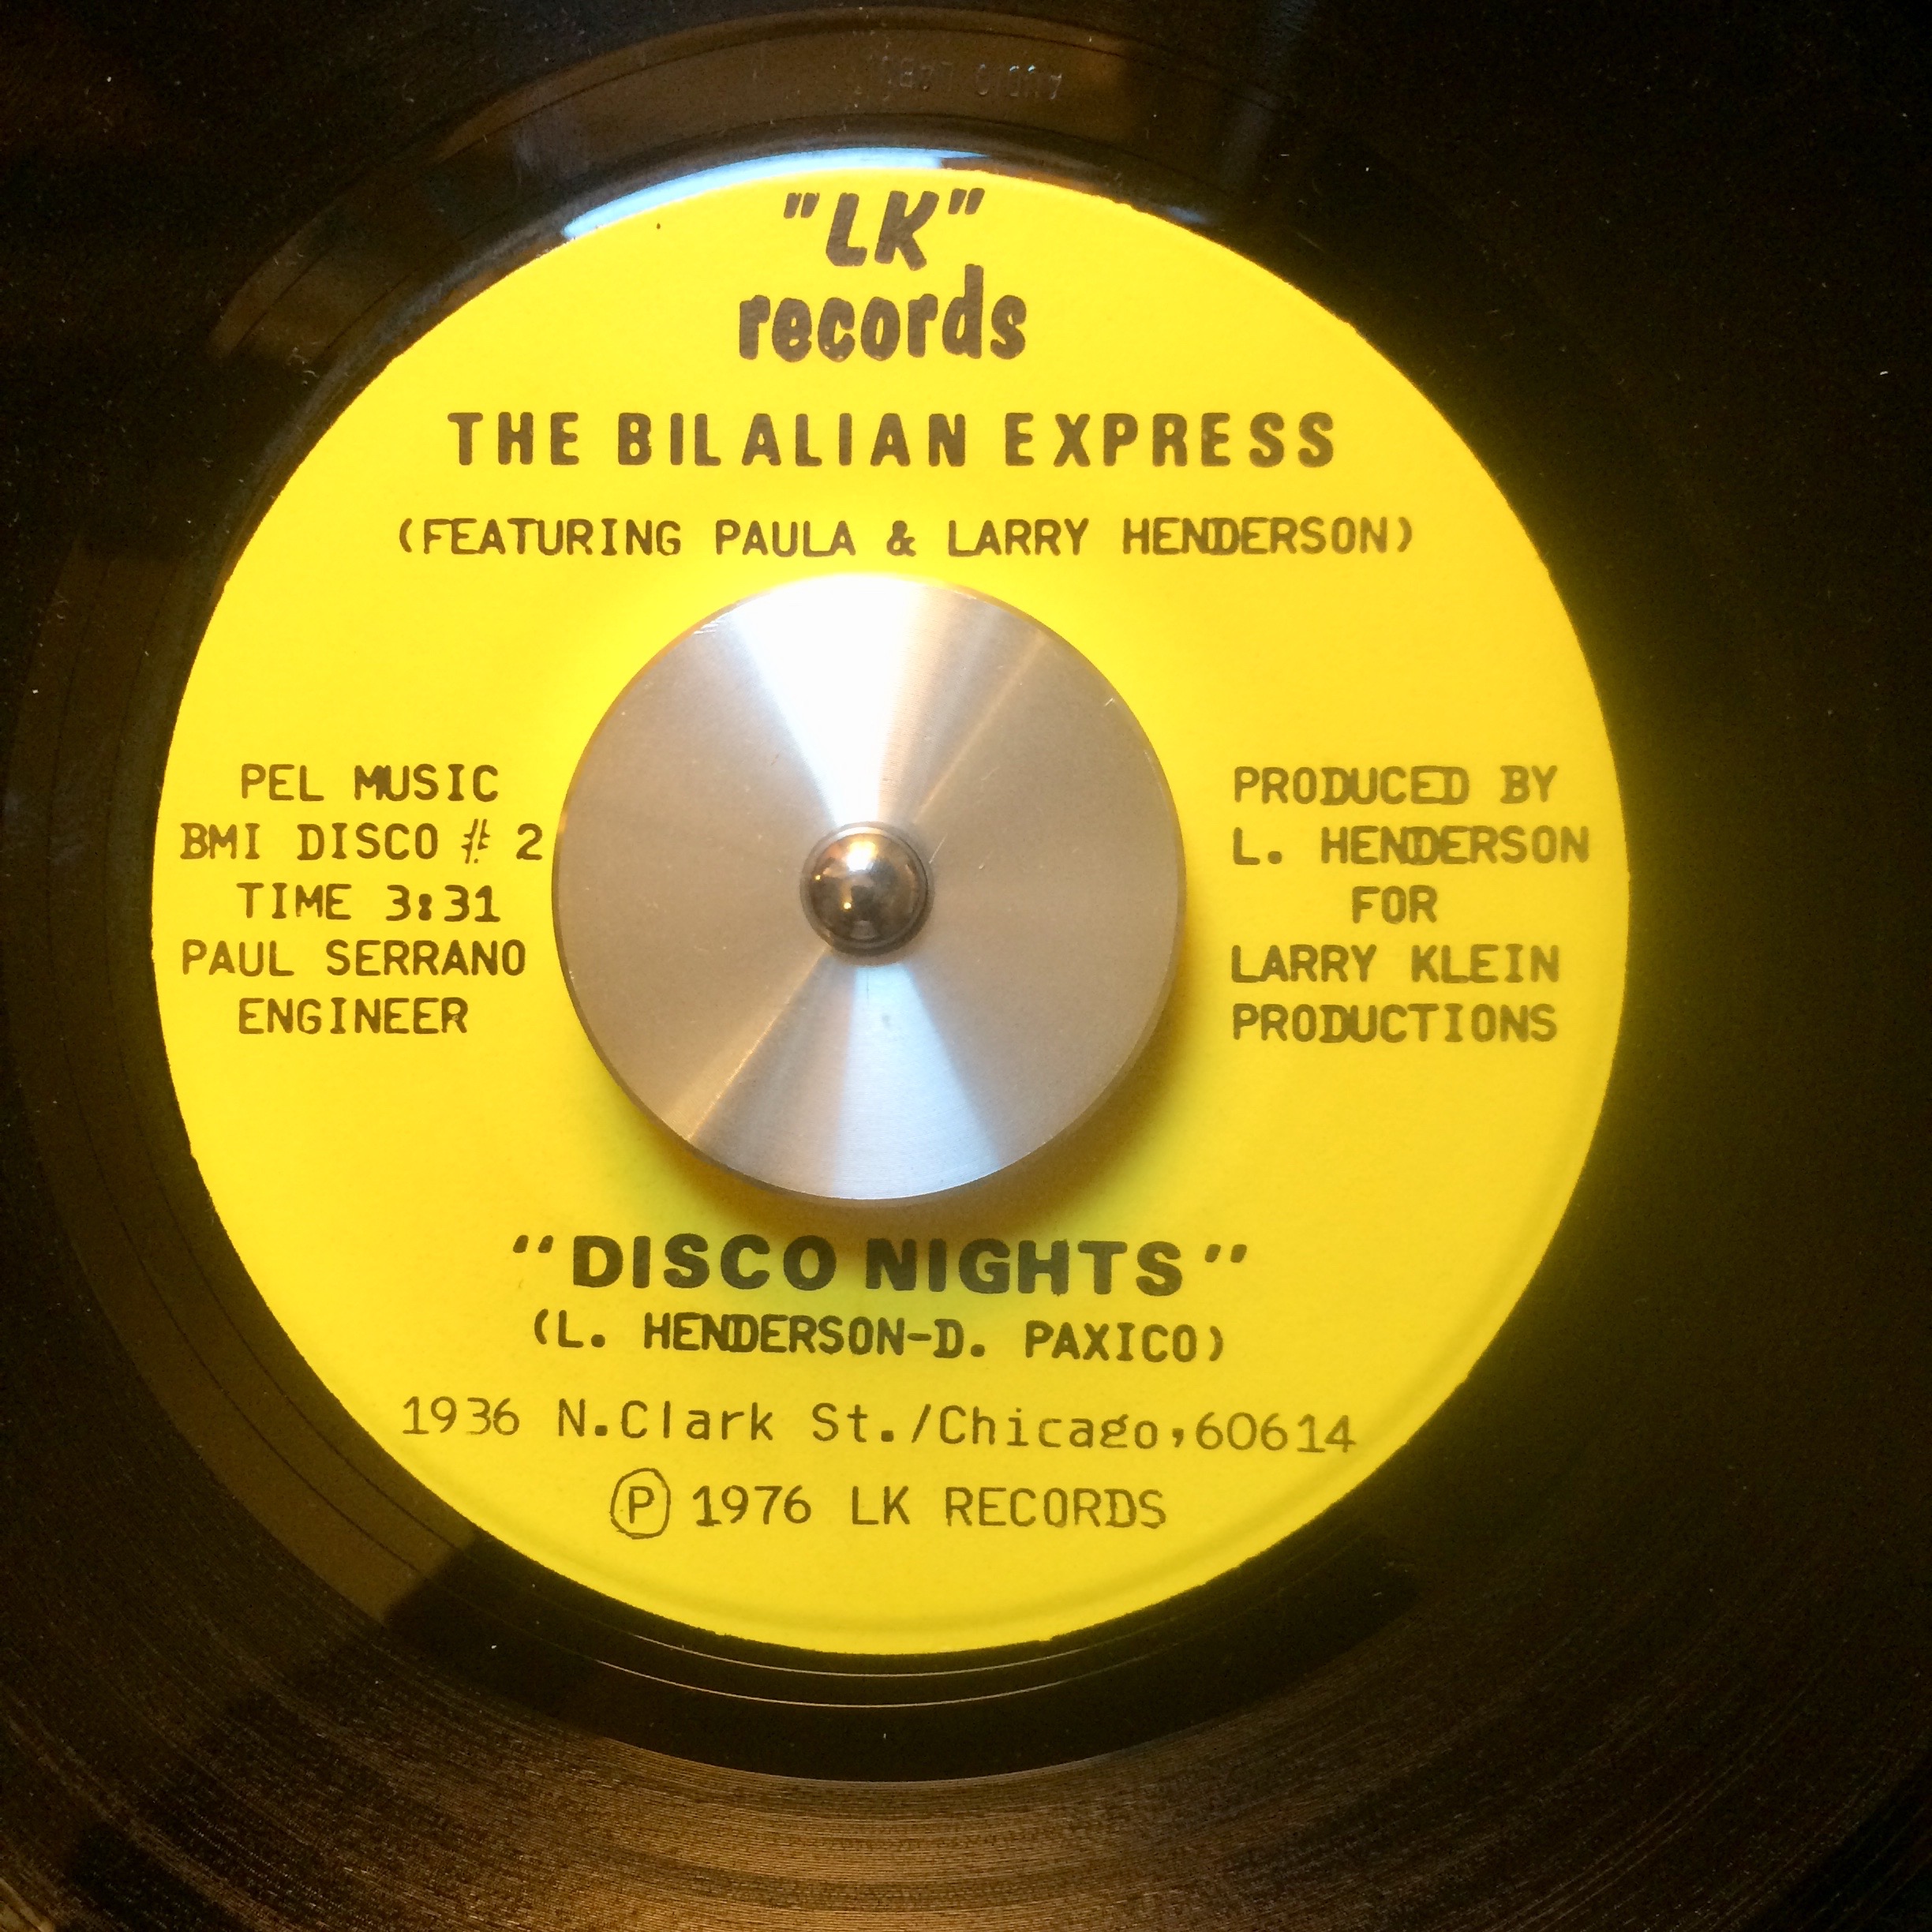 "LK"
records
THE BILALIAN EXPRESS
(FEATURING PAULA & LARRY HENDERSON)
PEL MUSIC
BMI DISCO # 2
TIME 3:31
PAUL SERRANO
ENGINEER
PRODUCED BY
L. HENDERSON
FOR
LARRY KLEIN
PRODUCTIONS
"DISCO NIGHTS"
(L. HENDERSON-D. PAXICO)
1936 N.Clark St./Chicago,60614
Ⓟ 1976 LK RECORDS